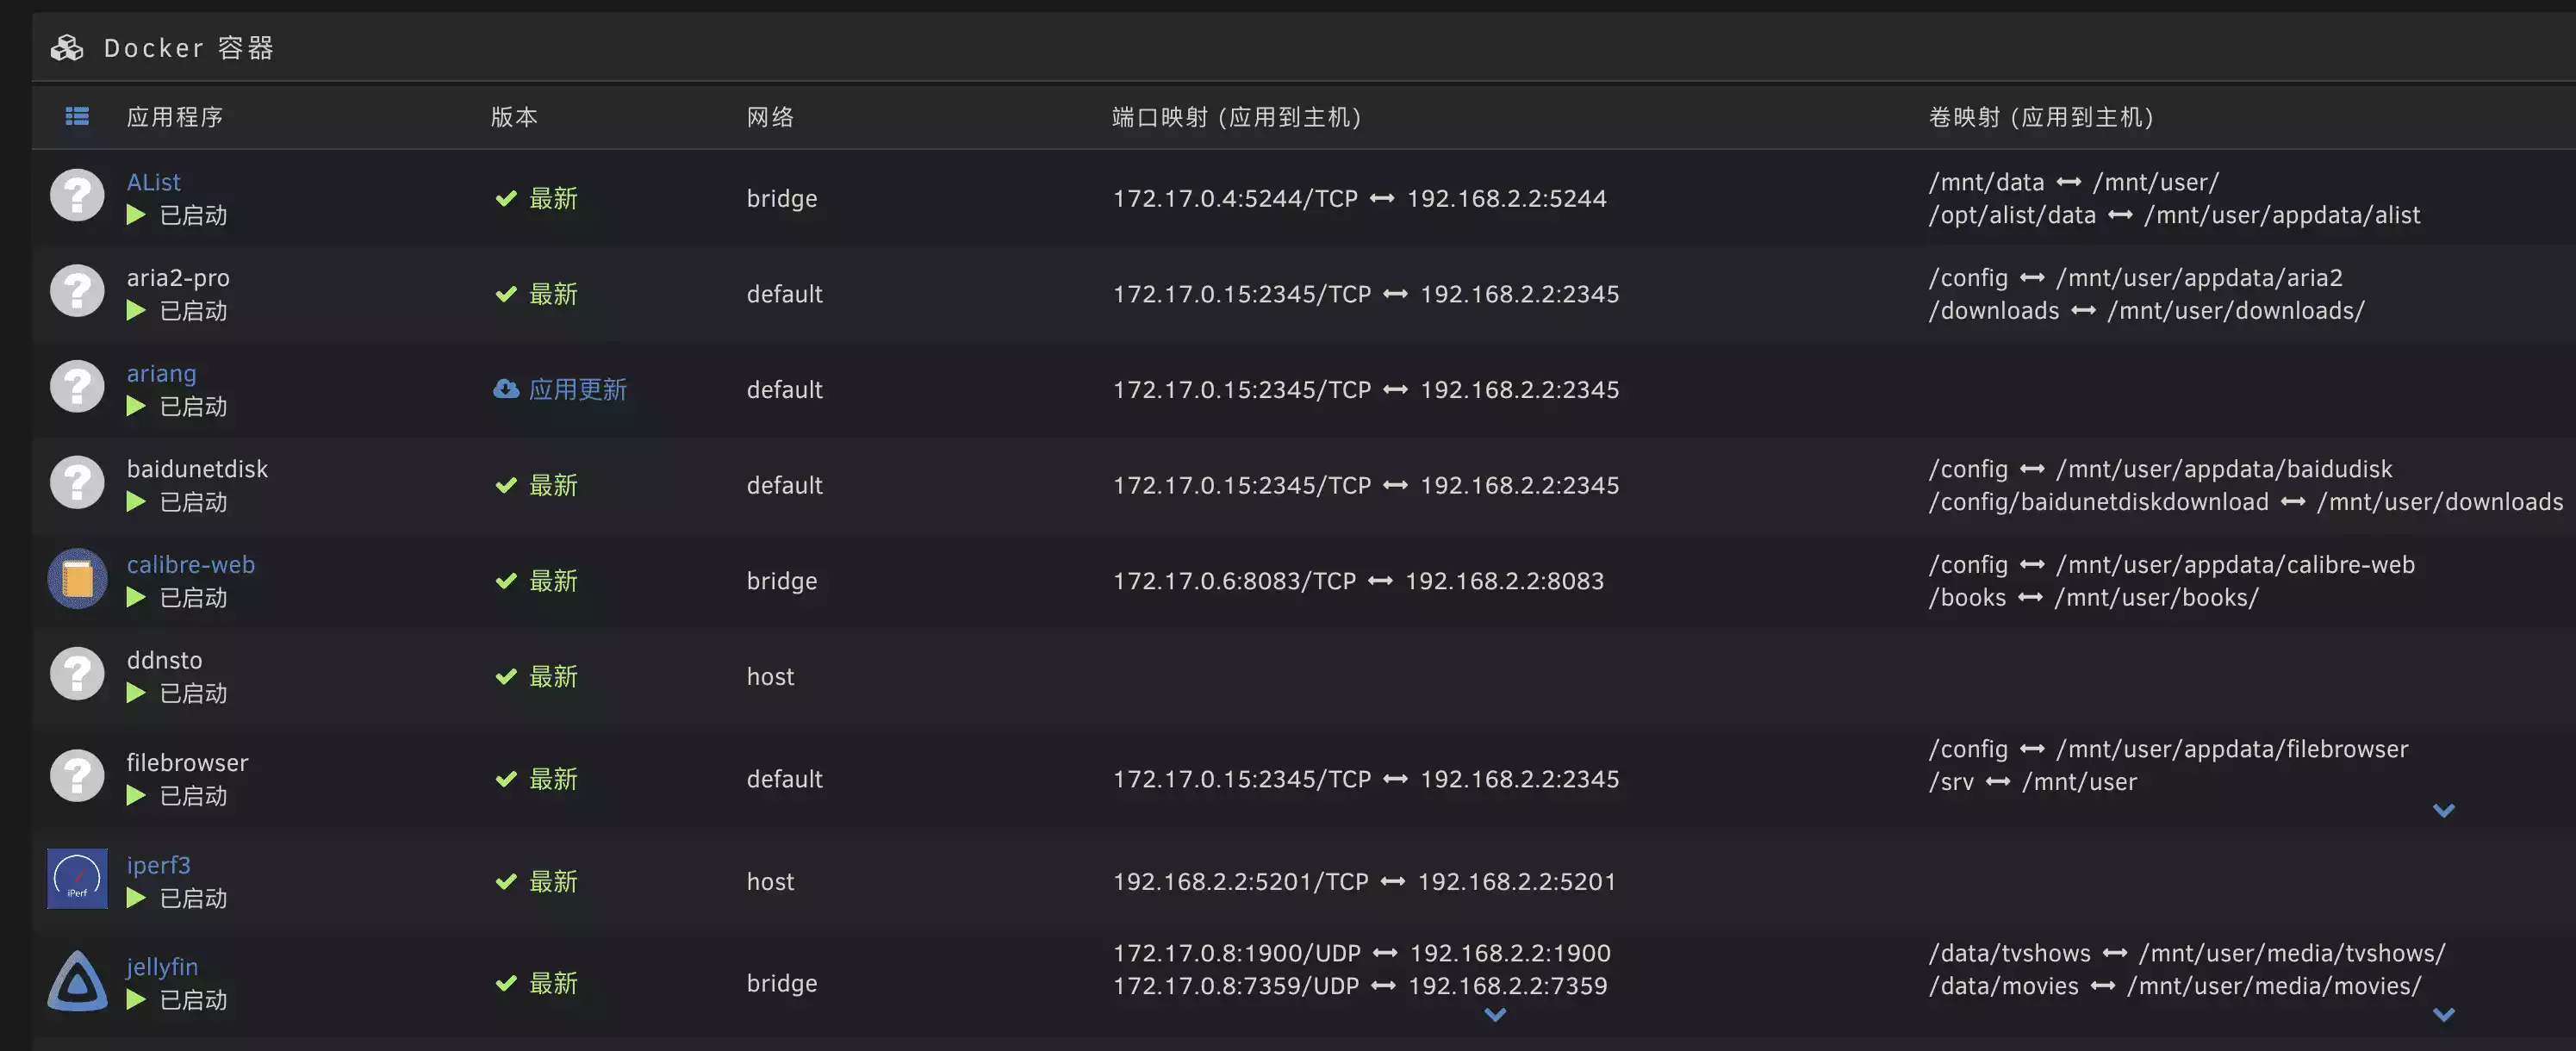 Docker 容器
应用程序 版本 网络 端口映射 (应用到主机) 卷映射 (应用到主机)
AList
已启动
最新
bridge
172.17.0.4:5244/TCP ↔ 192.168.2.2:5244
/mnt/data ↔ /mnt/user/
/opt/alist/data ↔ /mnt/user/appdata/alist
aria2-pro
已启动
最新
default
172.17.0.15:2345/TCP ↔ 192.168.2.2:2345
/config ↔ /mnt/user/appdata/aria2
/downloads ↔ /mnt/user/downloads/
ariang
已启动
应用更新
default
172.17.0.15:2345/TCP ↔ 192.168.2.2:2345
baidunetdisk
已启动
最新
default
172.17.0.15:2345/TCP ↔ 192.168.2.2:2345
/config ↔ /mnt/user/appdata/baidudisk
/config/baidunetdiskdownload ↔ /mnt/user/downloads
calibre-web
已启动
最新
bridge
172.17.0.6:8083/TCP ↔ 192.168.2.2:8083
/config ↔ /mnt/user/appdata/calibre-web
/books ↔ /mnt/user/books/
ddnsto
已启动
最新
host
filebrowser
已启动
最新
default
172.17.0.15:2345/TCP ↔ 192.168.2.2:2345
/config ↔ /mnt/user/appdata/filebrowser
/srv ↔ /mnt/user
iPerf
iperf3
已启动
最新
host
192.168.2.2:5201/TCP ↔ 192.168.2.2:5201
jellyfin
已启动
最新
bridge
172.17.0.8:1900/UDP ↔ 192.168.2.2:1900
172.17.0.8:7359/UDP ↔ 192.168.2.2:7359
/data/tvshows ↔ /mnt/user/media/tvshows/
/data/movies ↔ /mnt/user/media/movies/